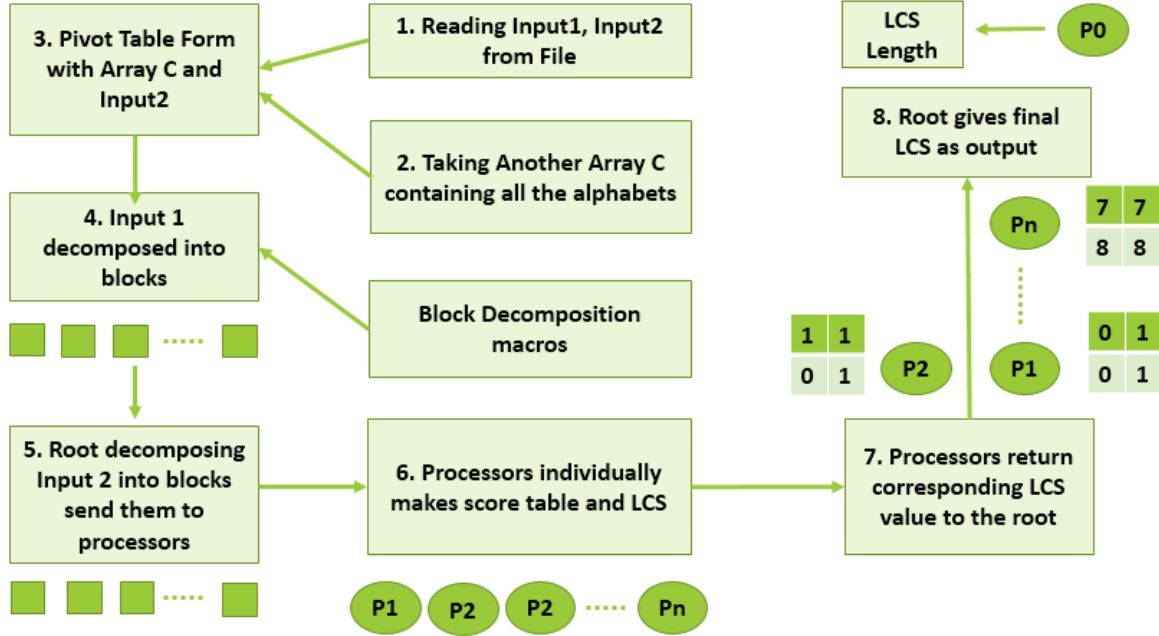 3. Pivot Table Form
with Array C and
Input2
1. Reading Input1, Input2
from File
LCS
Length
P0
2. Taking Another Array C
containing all the alphabets
8. Root gives final
LCS as output
4. Input 1
decomposed into
blocks
Block Decomposition
macros
Pn
7 7
8 8
1 1
0 1
P2
P1
0 1
0 1
5. Root decomposing
Input 2 into blocks
send them to
processors
6. Processors individually
makes score table and LCS
7. Processors return
corresponding LCS
value to the root
P1
P2
P2
Pn